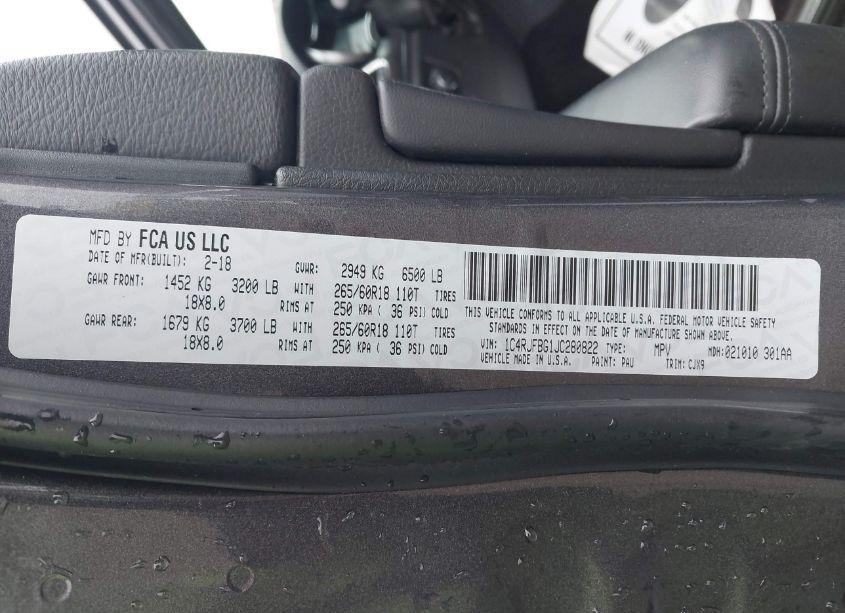 MFD BY FCA US LLC
DATE OF MFR(BUILT): 2-18 GVWR: 2949 KG 6500 LB
GAWR FRONT: 1452 KG 3200 LB WITH 265/60R18 110T TIRES
18X8.0 RIMS AT 250 KPA ( 36 PSI) COLD
GAWR REAR: 1679 KG 3700 LB WITH 265/60R18 110T TIRES
18X8.0 RIMS AT 250 KPA ( 36 PSI) COLD
THIS VEHICLE CONFORMS TO ALL APPLICABLE U.S.A. FEDERAL MOTOR VEHICLE SAFETY
STANDARDS IN EFFECT ON THE DATE OF MANUFACTURE SHOWN ABOVE.
VIN: 1C4RJFBG1JC280822 TYPE: MPV MDH:021010 301AA
VEHICLE MADE IN U.S.A. PAINT: PAU TRIM: CJX9